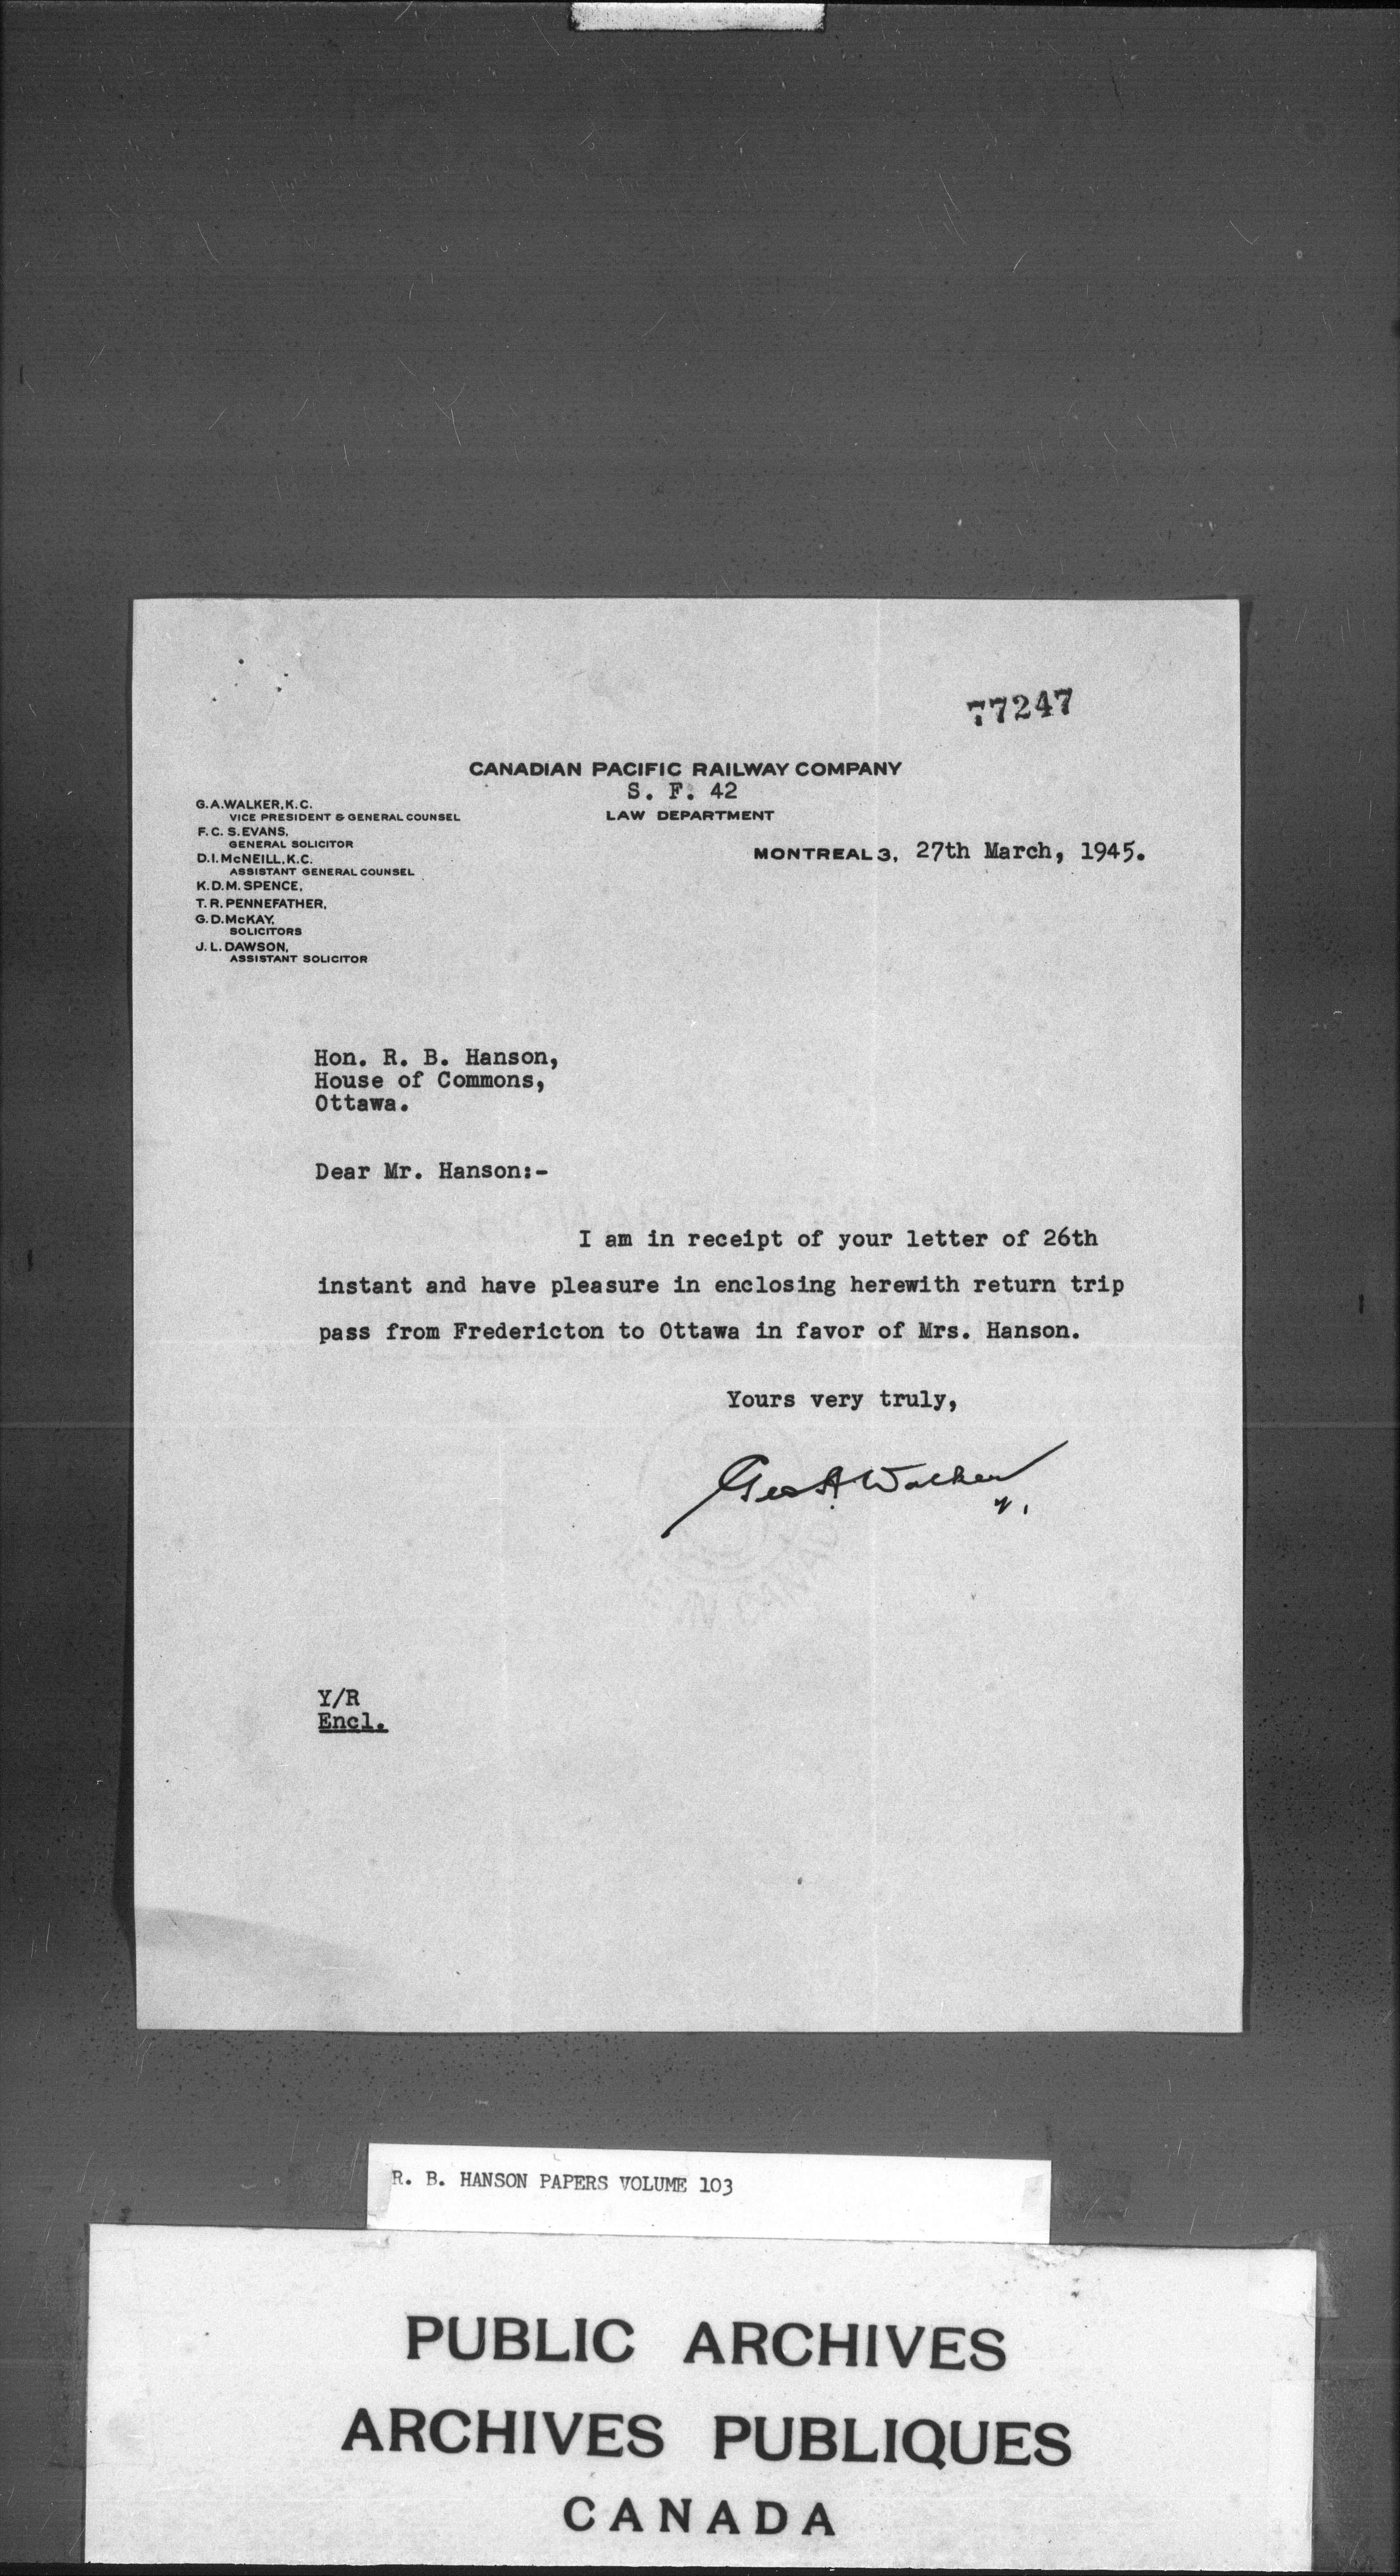 77247
CANADIAN PACIFIC RAILWAY COMPANY
S. F. 42
LAW DEPARTMENT
G.A.WALKER, K.C.
VICE PRESIDENT & GENERAL COUNSEL
F.C.S.EVANS,
GENERAL SOLICITOR
D.I.McNEILL, K.C.
ASSISTANT GENERAL COUNSEL
K.D.M.SPENCE,
T.R.PENNEFATHER,
G.D.McKAY,
SOLICITORS
J.L.DAWSON,
ASSISTANT SOLICITOR
MONTREAL 3, 27th March, 1945.
Hon. R. B. Hanson,
House of Commons,
Ottawa.
Dear Mr. Hanson:-
I am in receipt of your letter of 26th
instant and have pleasure in enclosing herewith return trip
pass from Fredericton to Ottawa in favor of Mrs. Hanson.
Yours very truly,
Geo A. Walker
Y/R
Encl.
R. B. HANSON PAPERS VOLUME 103
PUBLIC ARCHIVES
ARCHIVES PUBLIQUES
CANADA